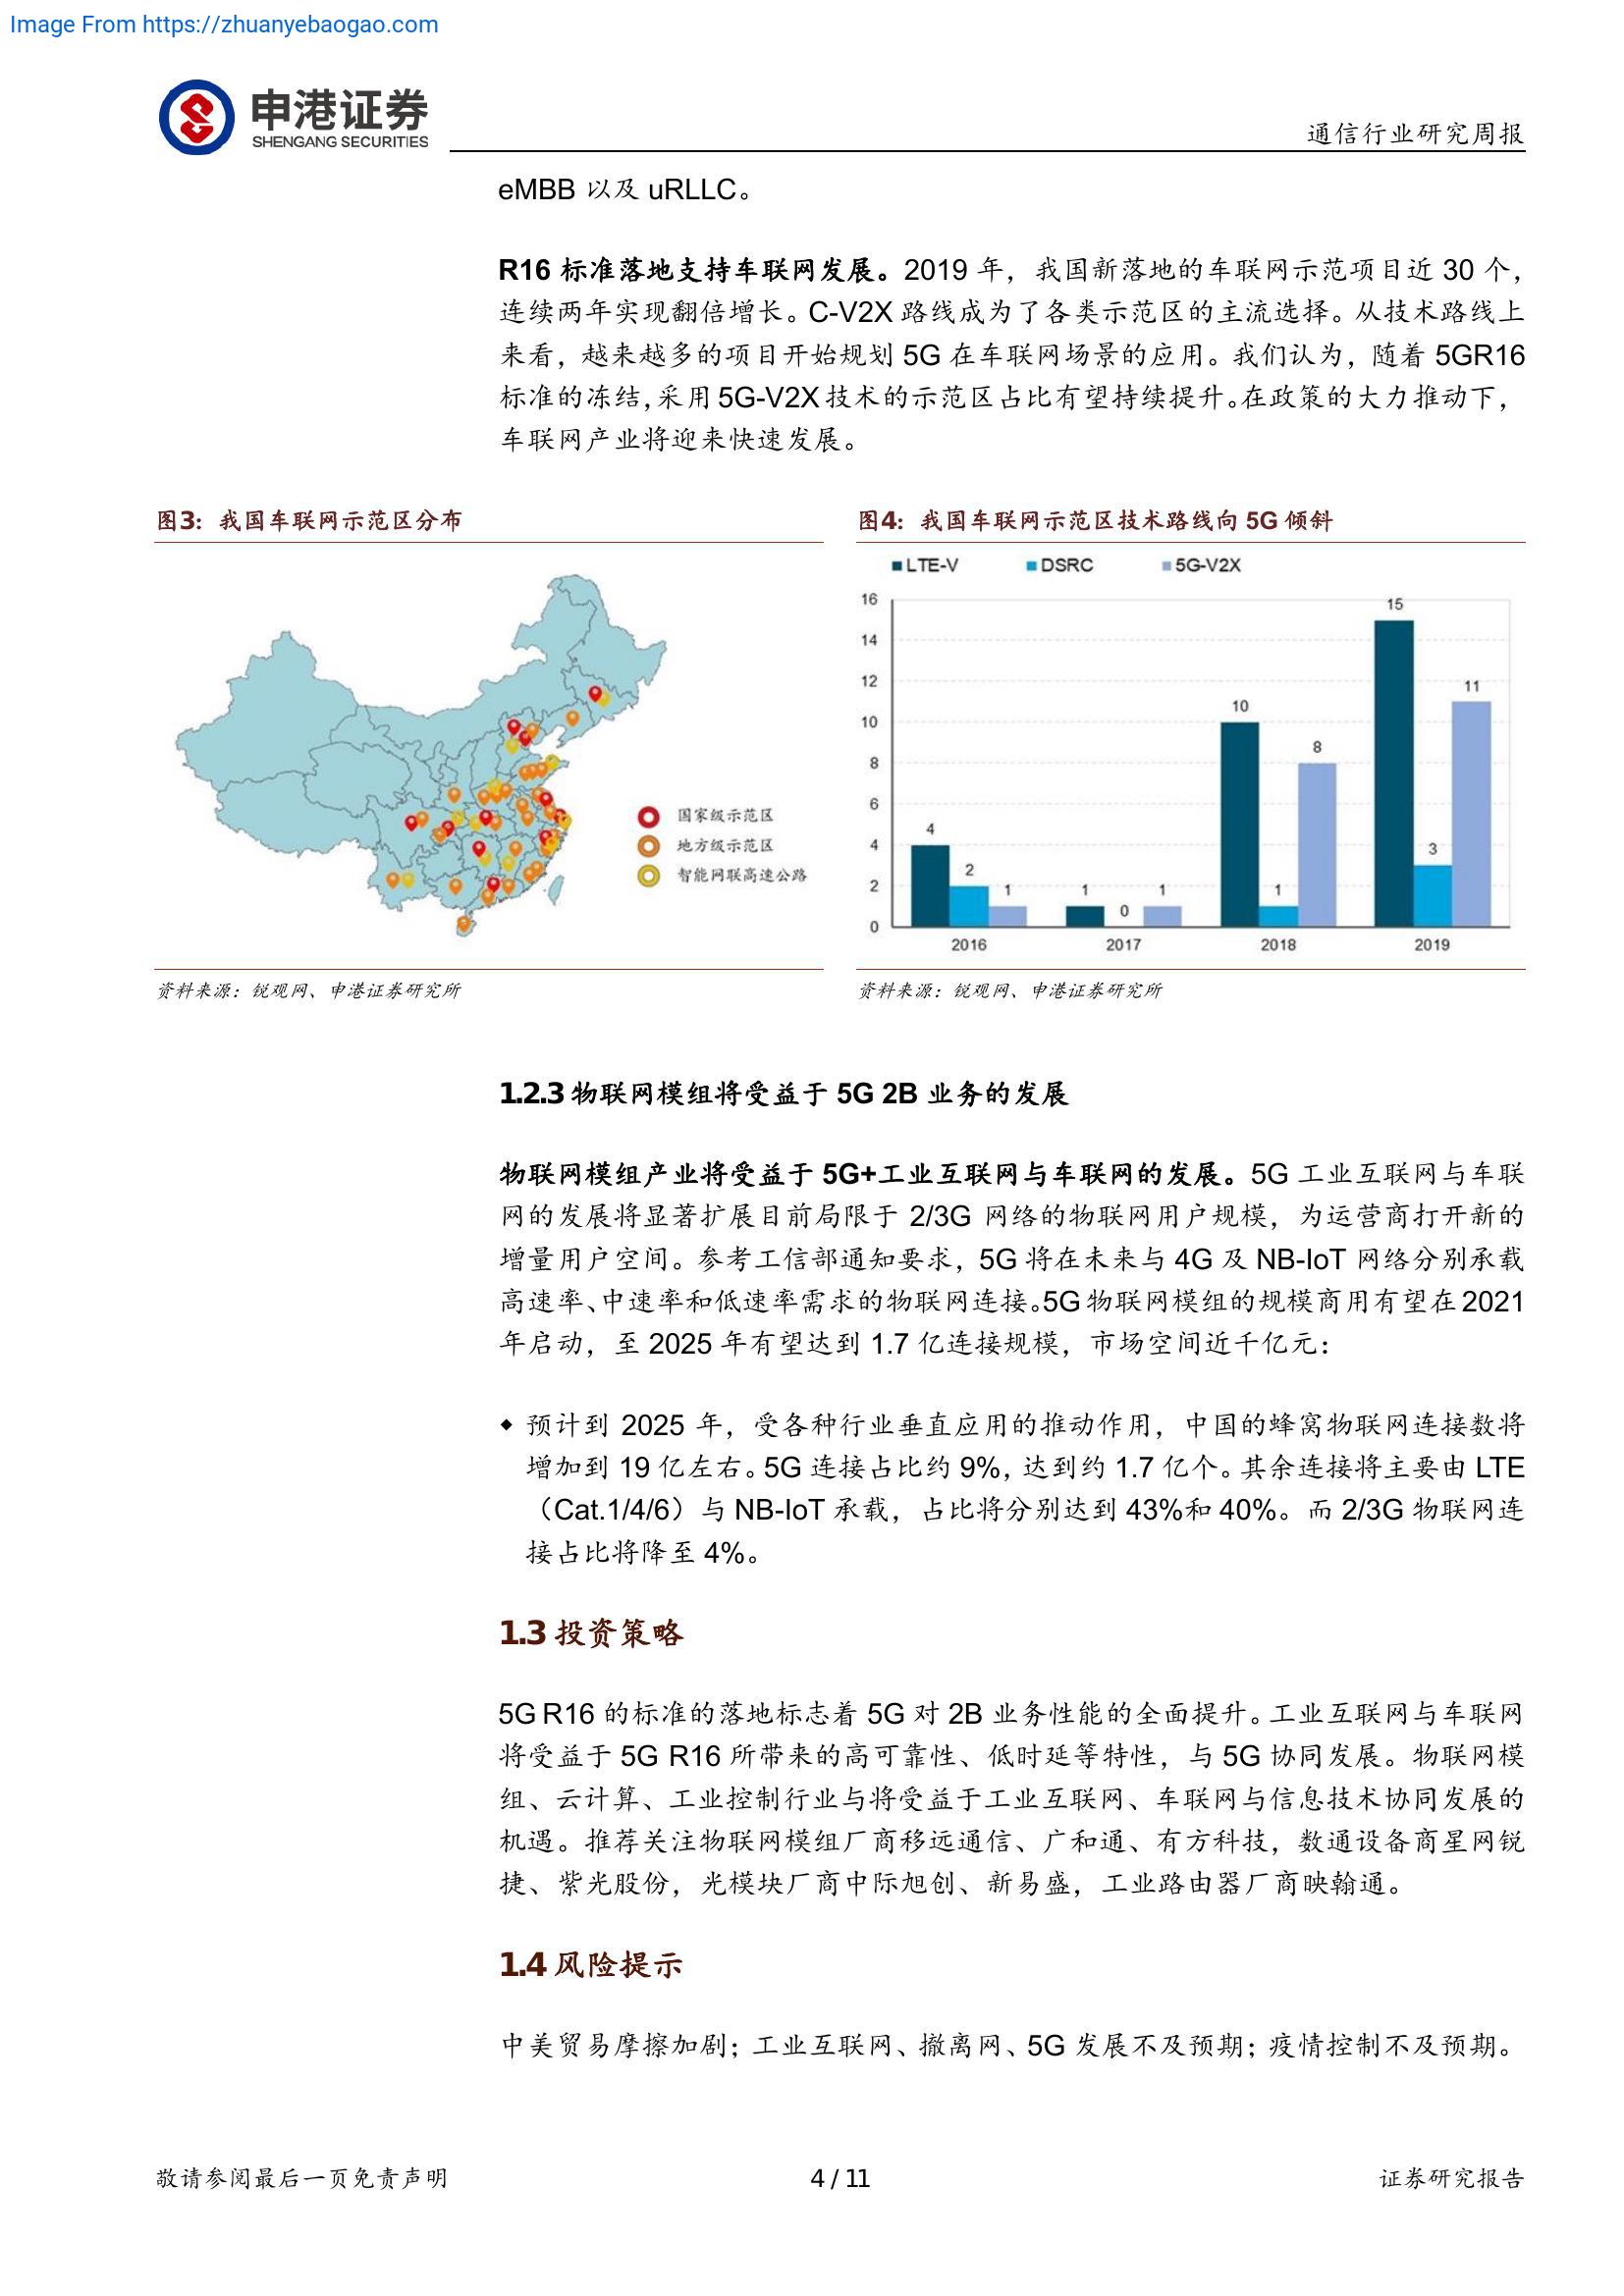 Image From https://zhuanyebaogao.com
申港证券
SHENGANG SECURITIES
通信行业研究周报
eMBB 以及 uRLLC。
R16 标准落地支持车联网发展。2019 年，我国新落地的车联网示范项目近 30 个，
连续两年实现翻倍增长。C-V2X 路线成为了各类示范区的主流选择。从技术路线上
来看，越来越多的项目开始规划 5G 在车联网场景的应用。我们认为，随着 5GR16
标准的冻结，采用 5G-V2X 技术的示范区占比有望持续提升。在政策的大力推动下，
车联网产业将迎来快速发展。
图3：我国车联网示范区分布
国家级示范区
地方级示范区
智能网联高速公路
资料来源：锐观网、申港证券研究所
图4：我国车联网示范区技术路线向 5G 倾斜
LTE-V DSRC 5G-V2X
16
14
12
10
8
6
4
2
0
4 2 1
1 0 1
10 1 8
15 3 11
2016 2017 2018 2019
资料来源：锐观网、申港证券研究所
1.2.3 物联网模组将受益于 5G 2B 业务的发展
物联网模组产业将受益于 5G+工业互联网与车联网的发展。5G 工业互联网与车联
网的发展将显著扩展目前局限于 2/3G 网络的物联网用户规模，为运营商打开新的
增量用户空间。参考工信部通知要求，5G 将在未来与 4G 及 NB-IoT 网络分别承载
高速率、中速率和低速率需求的物联网连接。5G 物联网模组的规模商用有望在 2021
年启动，至 2025 年有望达到 1.7 亿连接规模，市场空间近千亿元：
◆ 预计到 2025 年，受各种行业垂直应用的推动作用，中国的蜂窝物联网连接数将
增加到 19 亿左右。5G 连接占比约 9%，达到约 1.7 亿个。其余连接将主要由 LTE
（Cat.1/4/6）与 NB-IoT 承载，占比将分别达到 43%和 40%。而 2/3G 物联网连
接占比将降至 4%。
1.3 投资策略
5G R16 的标准的落地标志着 5G 对 2B 业务性能的全面提升。工业互联网与车联网
将受益于 5G R16 所带来的高可靠性、低时延等特性，与 5G 协同发展。物联网模
组、云计算、工业控制行业与将受益于工业互联网、车联网与信息技术协同发展的
机遇。推荐关注物联网模组厂商移远通信、广和通、有方科技，数通设备商星网锐
捷、紫光股份，光模块厂商中际旭创、新易盛，工业路由器厂商映翰通。
1.4 风险提示
中美贸易摩擦加剧；工业互联网、撤离网、5G 发展不及预期；疫情控制不及预期。
敬请参阅最后一页免责声明
4 / 11
证券研究报告